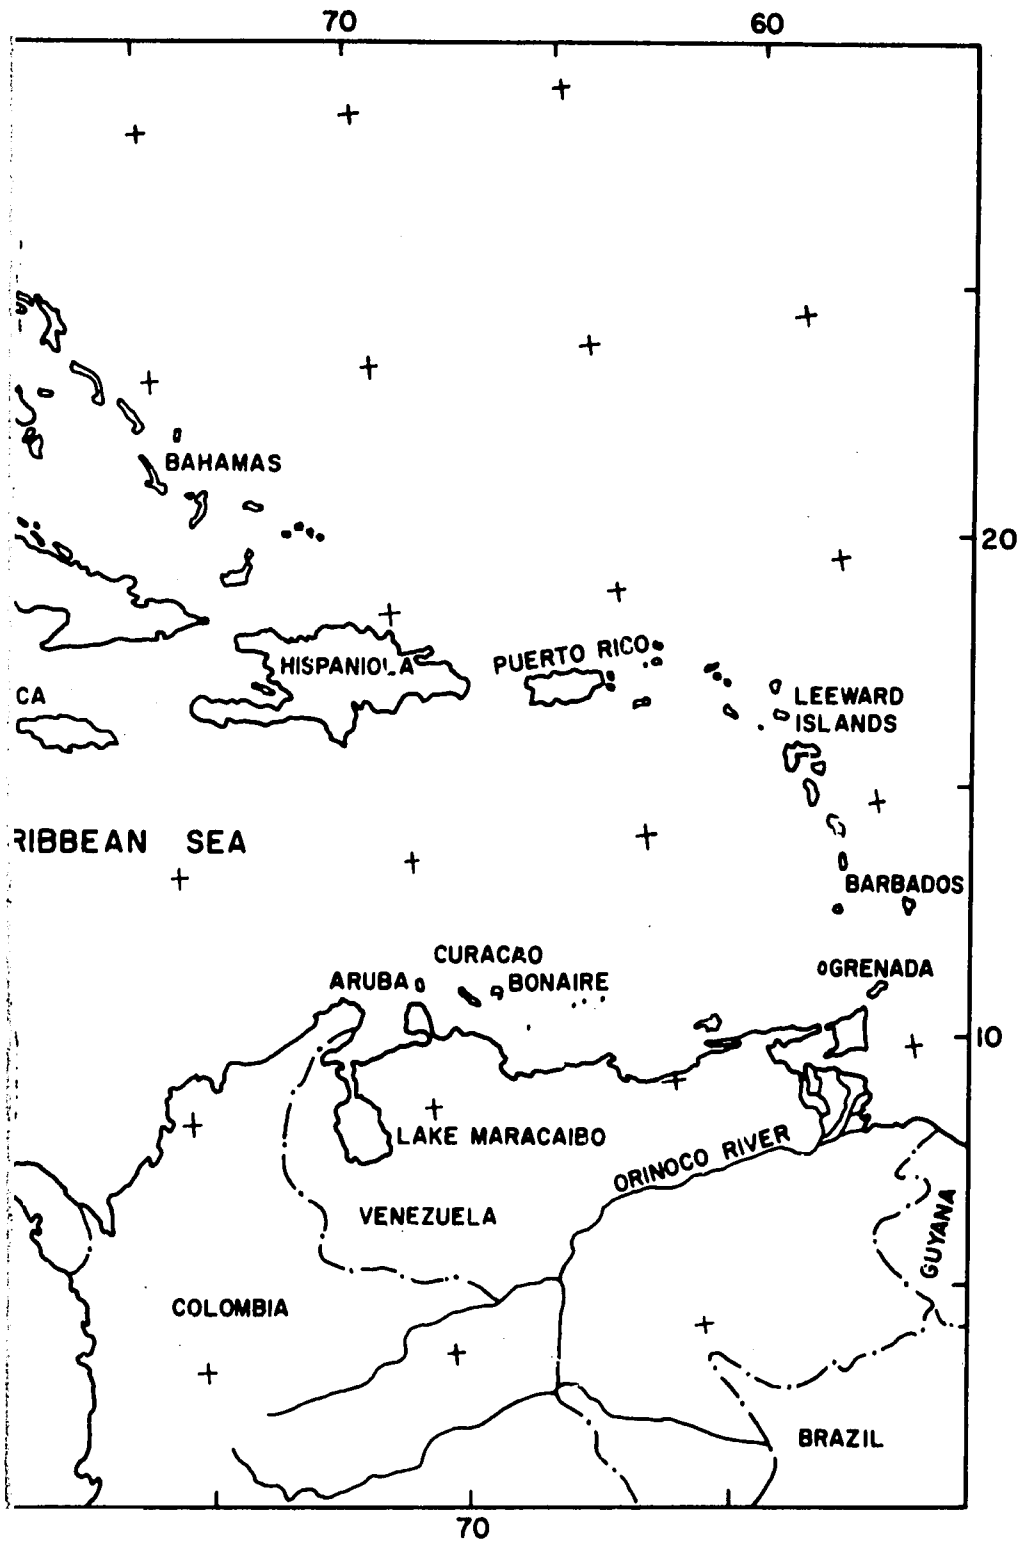 70 60
BAHAMAS
20
HISPANIOLA
PUERTO RICO
CA
LEEWARD
ISLANDS
RIBBEAN SEA
BARBADOS
CURACAO
ARUBA
BONAIRE
GRENADA
10
LAKE MARACAIBO
ORINOCO RIVER
VENEZUELA
GUYANA
COLOMBIA
BRAZIL
70